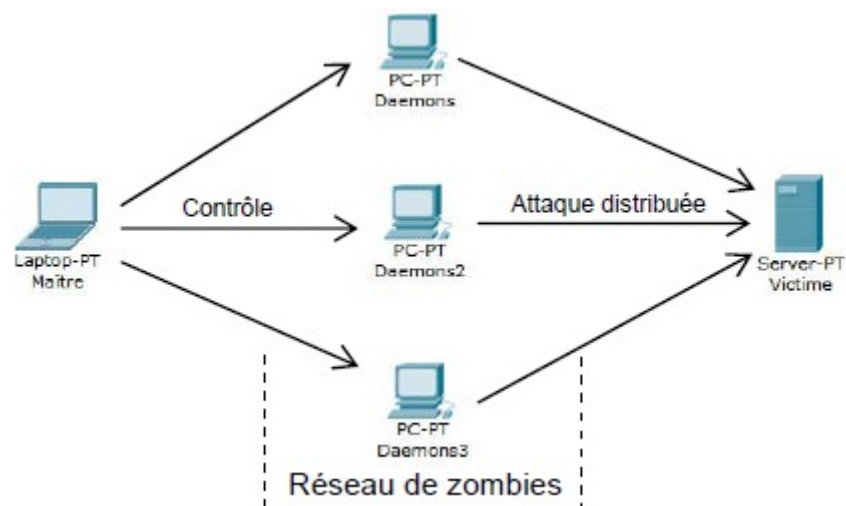 PC-PT
Daemons
Contrôle
Attaque distribuée
Laptop-PT
Maître
PC-PT
Daemons2
Server-PT
Victime
PC-PT
Daemons3
Réseau de zombies